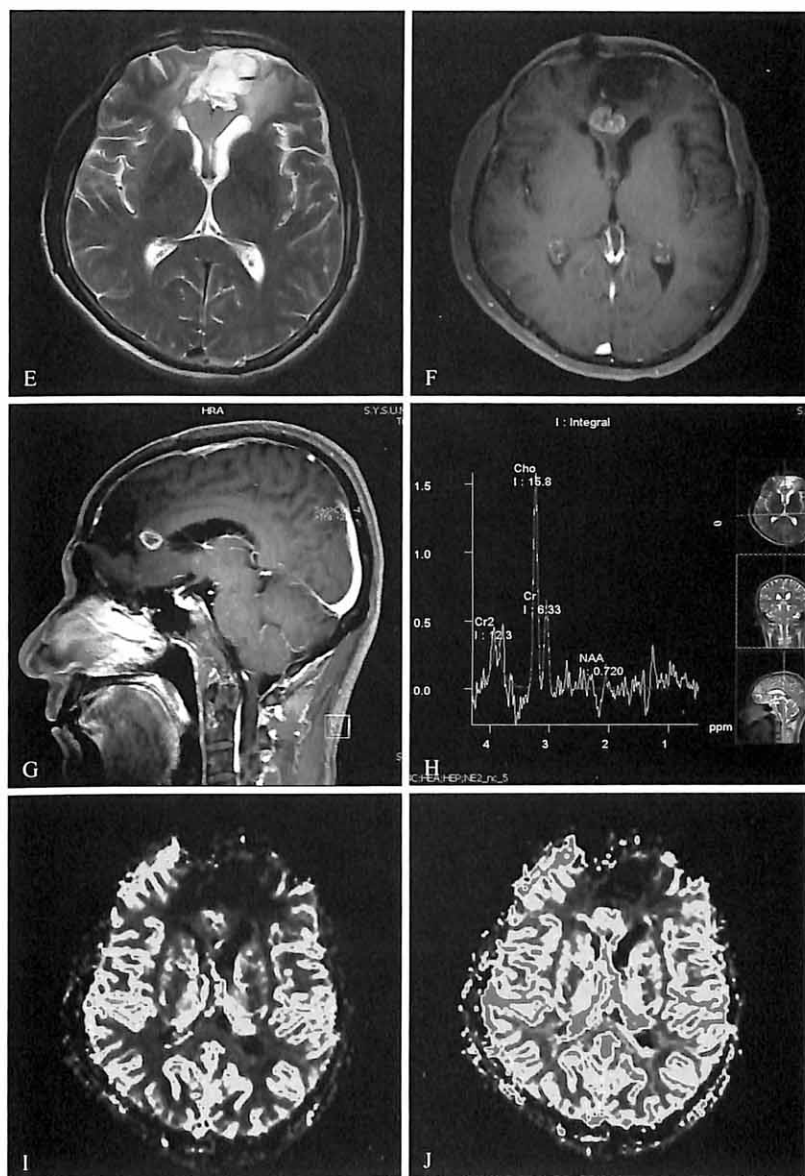 E
F
HRA
S.Y.S.U.M
G
I : Integral
1.5
1.0
0.5
0.0
Cho
I : 15.8
Cr
I : 6.33
Cr2
I : 12.3
NAA
: 0.720
4
3
2
1
ppm
H
I
J